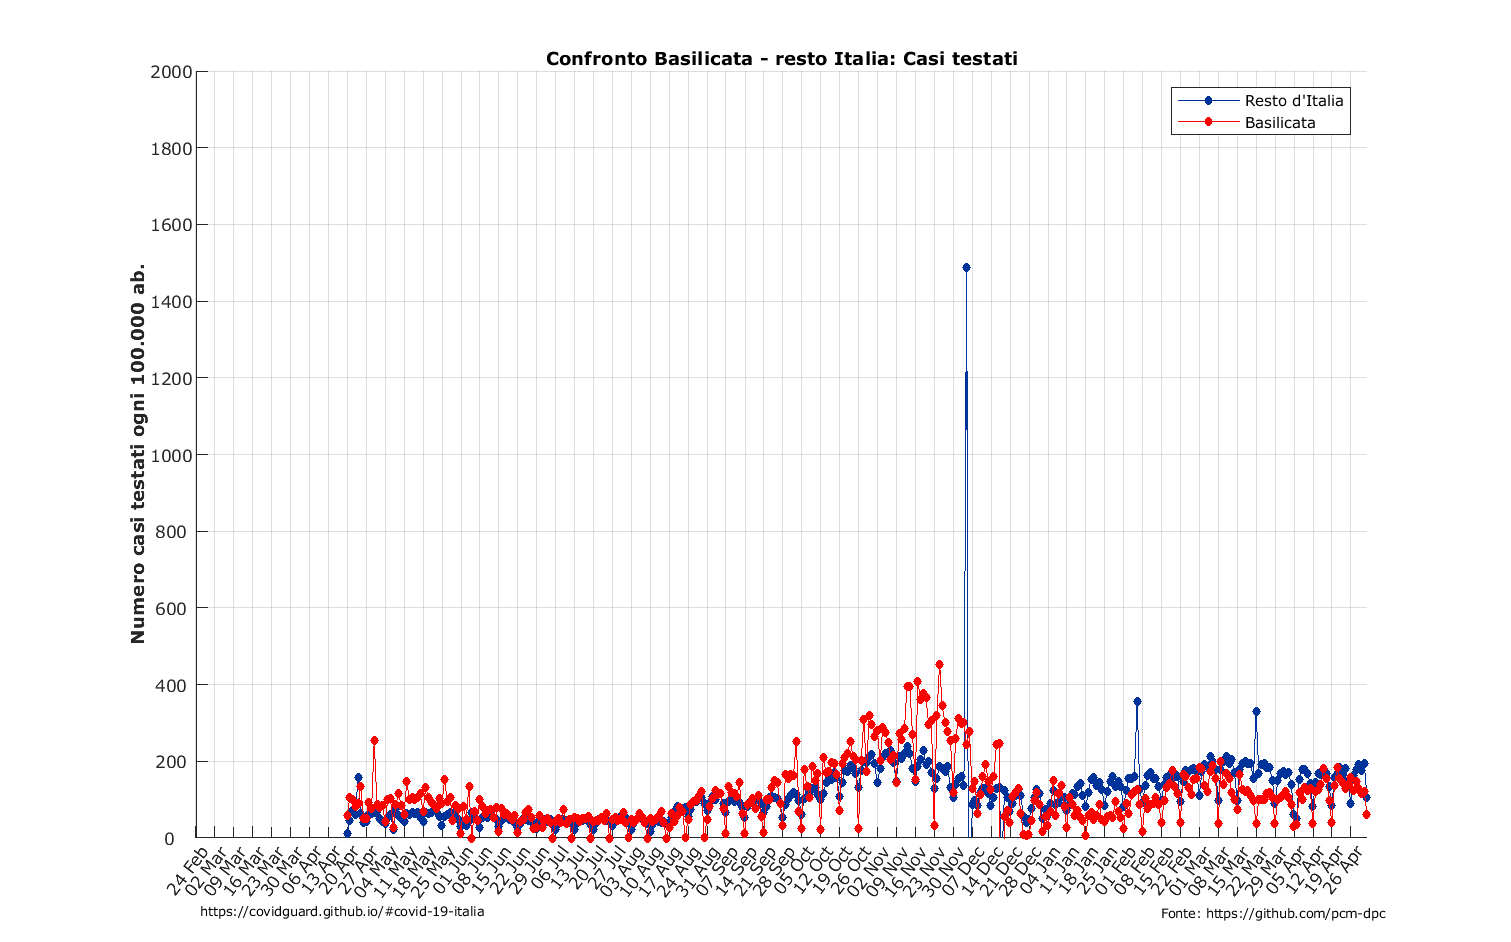 Confronto Basilicata - resto Italia: Casi testati
Resto d'Italia
Basilicata
Numero casi testati ogni 100.000 ab.
2000
1800
1600
1400
1200
1000
800
600
400
200
0
24 Feb
02 Mar
09 Mar
16 Mar
23 Mar
30 Mar
06 Apr
13 Apr
20 Apr
27 Apr
04 May
11 May
18 May
25 May
01 Jun
08 Jun
15 Jun
22 Jun
29 Jun
06 Jul
13 Jul
20 Jul
27 Jul
03 Aug
10 Aug
17 Aug
24 Aug
31 Aug
07 Sep
14 Sep
21 Sep
28 Sep
05 Oct
12 Oct
19 Oct
26 Oct
02 Nov
09 Nov
16 Nov
23 Nov
30 Nov
07 Dec
14 Dec
21 Dec
28 Dec
04 Jan
11 Jan
18 Jan
25 Jan
01 Feb
08 Feb
15 Feb
22 Feb
01 Mar
08 Mar
15 Mar
22 Mar
29 Mar
05 Apr
12 Apr
19 Apr
26 Apr
https://covidguard.github.io/#covid-19-italia
Fonte: https://github.com/pcm-dpc